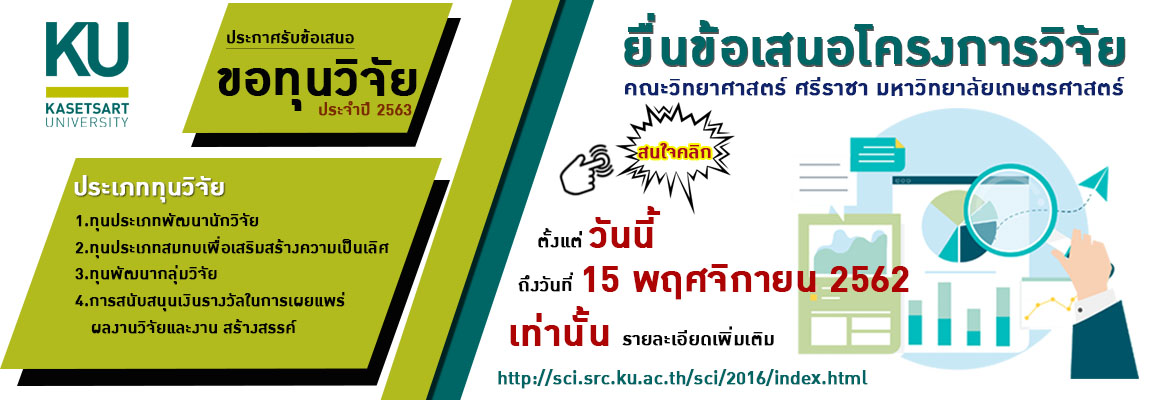 KU
KASETSART
UNIVERSITY
ประกาศรับข้อเสนอ
ขอทุนวิจัย
ประจำปี 2563
ประเภททุนวิจัย
1.ทุนประเภทพัฒนานักวิจัย
2.ทุนประเภทสมทบเพื่อเสริมสร้างความเป็นเลิศ
3.ทุนพัฒนากลุ่มวิจัย
4.การสนับสนุนเงินรางวัลในการเผยแพร่
ผลงานวิจัยและงาน สร้างสรรค์
ยื่นข้อเสนอโครงการวิจัย
คณะวิทยาศาสตร์ ศรีราชา มหาวิทยาลัยเกษตรศาสตร์
สนใจคลิก
ตั้งแต่ วันนี้
ถึงวันที่ 15 พฤศจิกายน 2562
เท่านั้น รายละเอียดเพิ่มเติม
http://sci.src.ku.ac.th/sci/2016/index.html